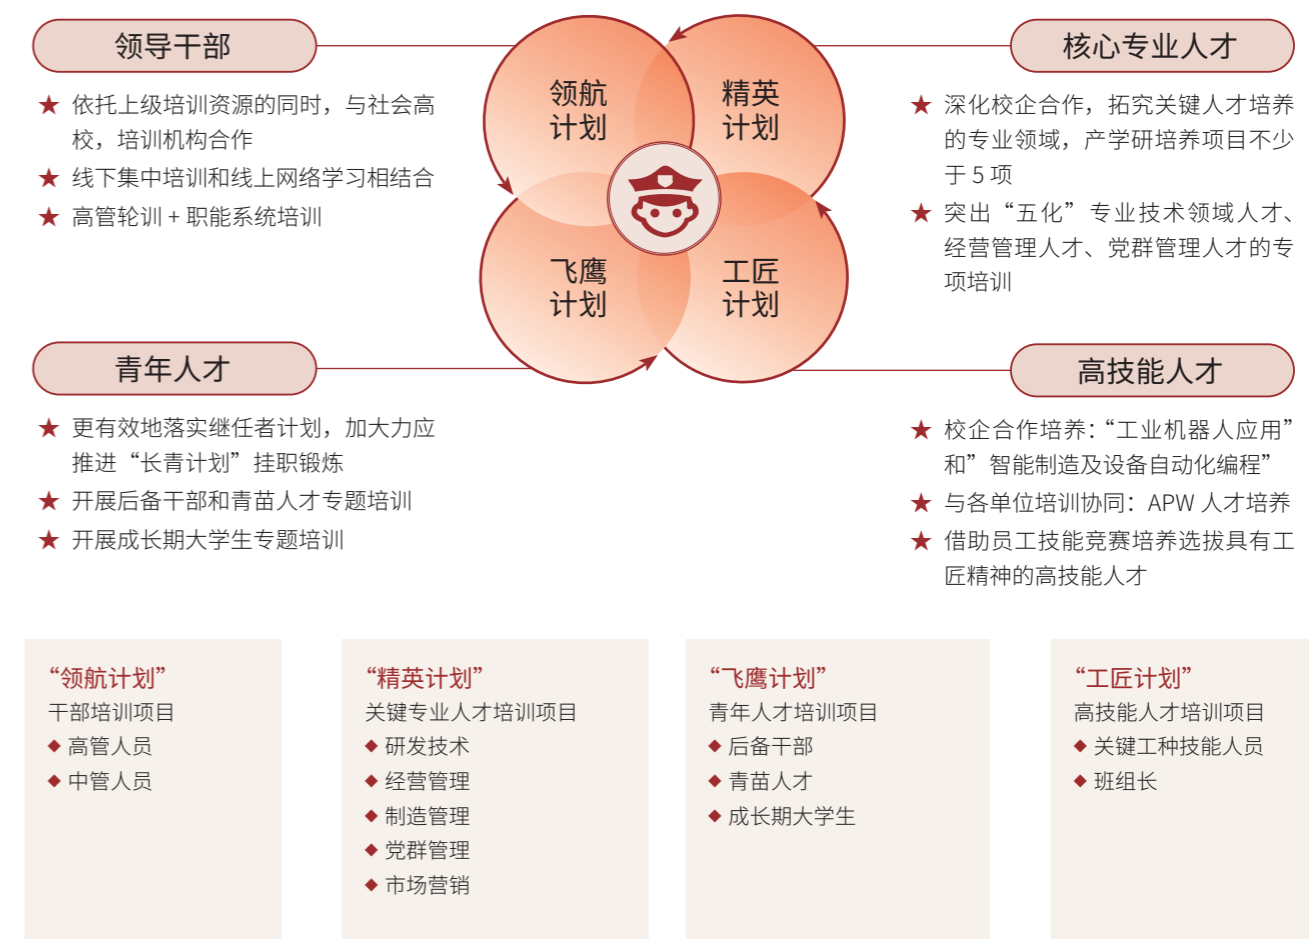 领导干部
★ 依托上级培训资源的同时，与社会高
校，培训机构合作
★ 线下集中培训和线上网络学习相结合
★ 高管轮训 + 职能系统培训
领航
计划
精英
计划
飞鹰
计划
工匠
计划
核心专业人才
★ 深化校企合作，拓究关键人才培养
的专业领域，产学研培养项目不少
于 5 项
★ 突出“五化”专业技术领域人才、
经营管理人才、党群管理人才的专
项培训
青年人才
★ 更有效地落实继任者计划，加大力应
推进“长青计划”挂职锻炼
★ 开展后备干部和青苗人才专题培训
★ 开展成长期大学生专题培训
高技能人才
★ 校企合作培养：“工业机器人应用”
和”智能制造及设备自动化编程”
★ 与各单位培训协同：APW 人才培养
★ 借助员工技能竞赛培养选拔具有工
匠精神的高技能人才
“领航计划”
干部培训项目
◆ 高管人员
◆ 中管人员
“精英计划”
关键专业人才培训项目
◆ 研发技术
◆ 经营管理
◆ 制造管理
◆ 党群管理
◆ 市场营销
“飞鹰计划”
青年人才培训项目
◆ 后备干部
◆ 青苗人才
◆ 成长期大学生
“工匠计划”
高技能人才培训项目
◆ 关键工种技能人员
◆ 班组长